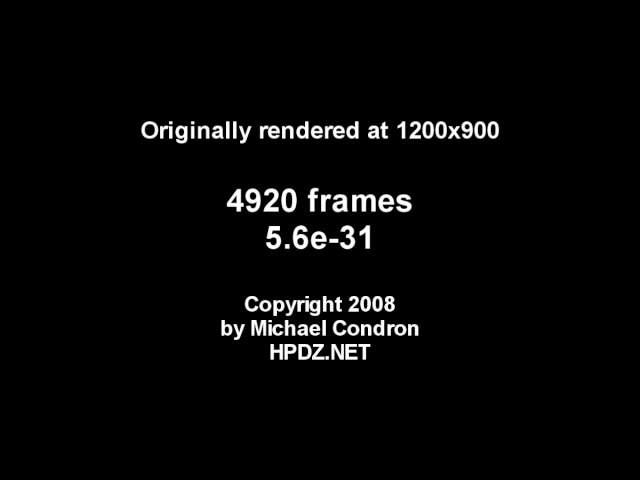 Originally rendered at 1200x900
4920 frames
5.6e-31
Copyright 2008
by Michael Condron
HPDZ.NET